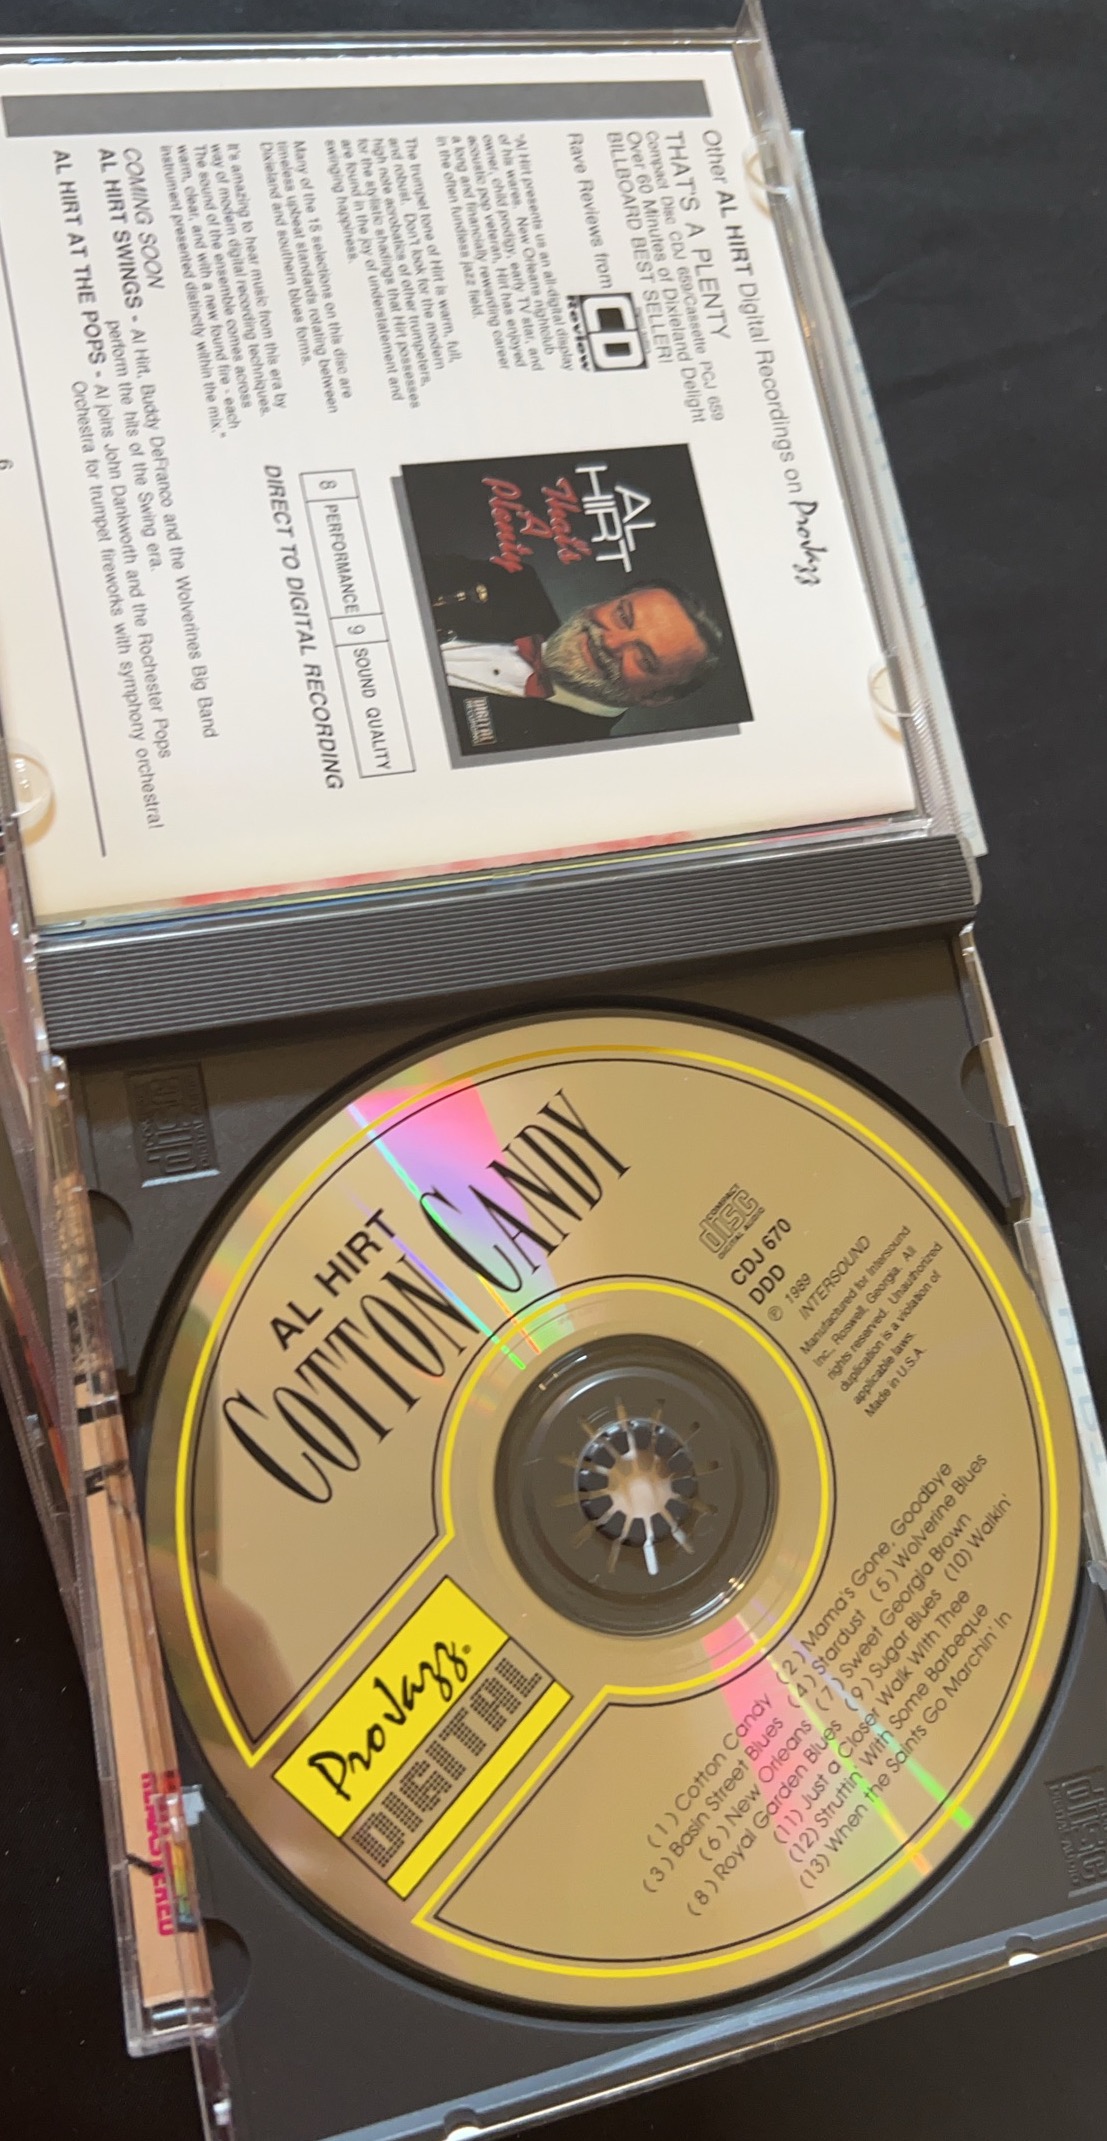 Other AL HIRT Digital Recordings on ProJazz
THAT'S A PLENTY
Compact Disc CDJ 659/Cassette PCJ 659
Over 60 Minutes of Dixieland Delight
BILLBOARD BEST SELLER!
Rave Reviews from CD Review
"Al Hirt presents us an all-digital display
of his wares. New Orleans nightclub
owner, child prodigy, early TV star, and
acoustic pop veteran, Hirt has enjoyed
a long and financially rewarding career
in the often fundless jazz field.
The trumpet tone of Hirt is warm, full,
and robust. Don't look for the modern
high note acrobatics of other trumpeters,
for the stylistic shadings that Hirt possesses
are found in the joy of understatement and
swinging happiness.
Many of the 15 selections on this disc are
timeless upbeat standards rotating between
Dixieland and southern blues forms.
It's amazing to hear music from this era by
way of modern digital recording techniques.
The sound of the ensemble comes across
warm, clear, and with a new found fire - each
instrument presented distinctly within the mix."
AL
HIRT
That's
A
Plenty
DIGITAL
RECORDING
8 PERFORMANCE 9 SOUND QUALITY
DIRECT TO DIGITAL RECORDING
COMING SOON
AL HIRT SWINGS - Al Hirt, Buddy DeFranco and the Wolverines Big Band
perform the hits of the Swing era.
AL HIRT AT THE POPS - Al joins John Dankworth and the Rochester Pops
Orchestra for trumpet fireworks with symphony orchestra!
6
AL HIRT
COTTON CANDY
COMPACT
disc
DIGITAL AUDIO
CDJ 670
DDD
℗ 1989
INTERSOUND
Manufactured for Intersound
Inc., Roswell, Georgia. All
rights reserved. Unauthorized
duplication is a violation of
applicable laws.
Made in U.S.A.
ProJazz®
DIGITAL
(1) Cotton Candy (2) Mama's Gone, Goodbye
(3) Basin Street Blues (4) Stardust (5) Wolverine Blues
(6) New Orleans (7) Sweet Georgia Brown
(8) Royal Garden Blues (9) Sugar Blues (10) Walkin'
(11) Just a Closer Walk With Thee
(12) Struttin' With Some Barbeque
(13) When the Saints Go Marchin' In
disc
REMASTERED